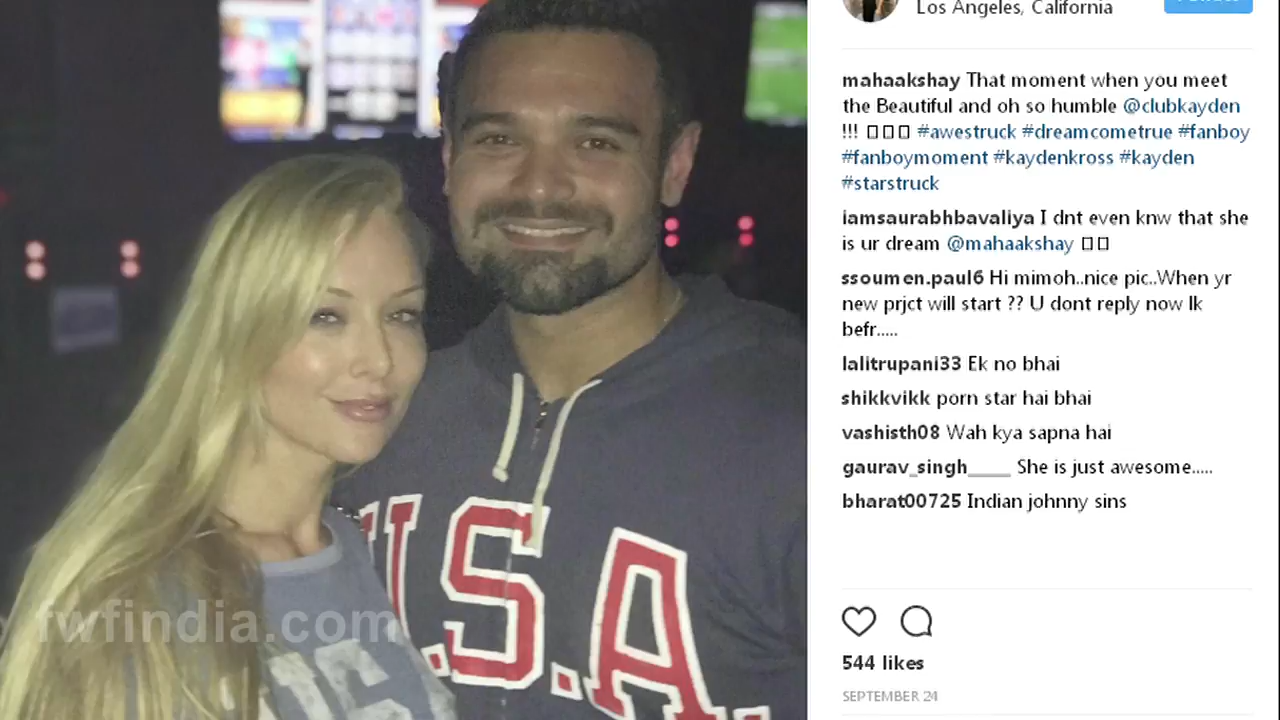 Los Angeles, California
mahaakshay That moment when you meet
the Beautiful and oh so humble @clubkayden
!!! #awestruck #dreamcometrue #fanboy
#fanboymoment #kaydenkross #kayden
#starstruck
iamsaurabhbavaliya I dnt even knw that she
is ur dream @mahaakshay
ssoumen.paul6 Hi mimoh..nice pic..When yr
new prjct will start ?? U dont reply now lk
befr.....
lalitrupani33 Ek no bhai
shikkvikk porn star hai bhai
vashisth08 Wah kya sapna hai
gaurav_singh____ She is just awesome.....
bharat00725 Indian johnny sins
U.S.A.
fwfindia.com
544 likes
SEPTEMBER 24